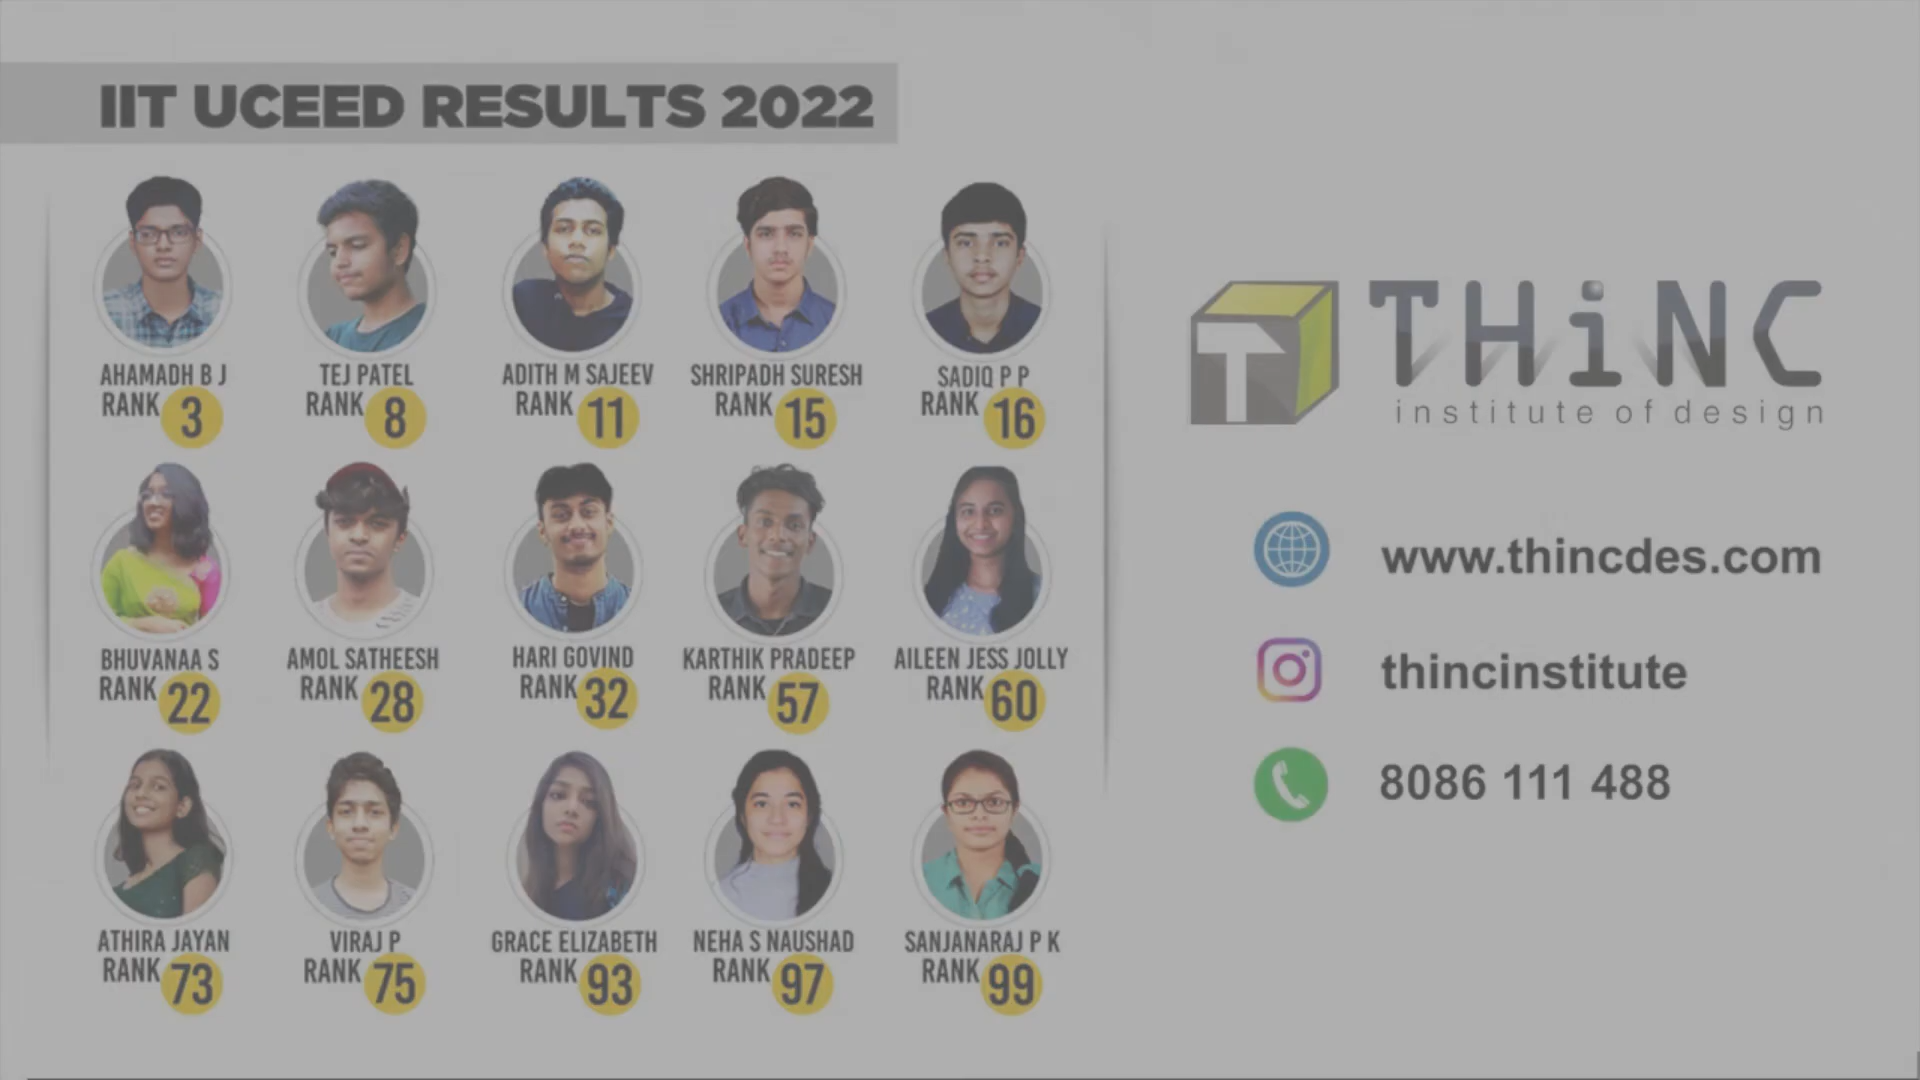 IIT UCEED RESULTS 2022
AHAMADH B J
RANK 3
TEJ PATEL
RANK 8
ADITH M SAJEEV
RANK 11
SHRIPADH SURESH
RANK 15
SADIQ P P
RANK 16
BHUVANAA S
RANK 22
AMOL SATHEESH
RANK 28
HARI GOVIND
RANK 32
KARTHIK PRADEEP
RANK 57
AILEEN JESS JOLLY
RANK 60
ATHIRA JAYAN
RANK 73
VIRAJ P
RANK 75
GRACE ELIZABETH
RANK 93
NEHA S NAUSHAD
RANK 97
SANJANARAJ P K
RANK 99
T
THiNC
institute of design
www.thincdes.com
thincinstitute
8086 111 488